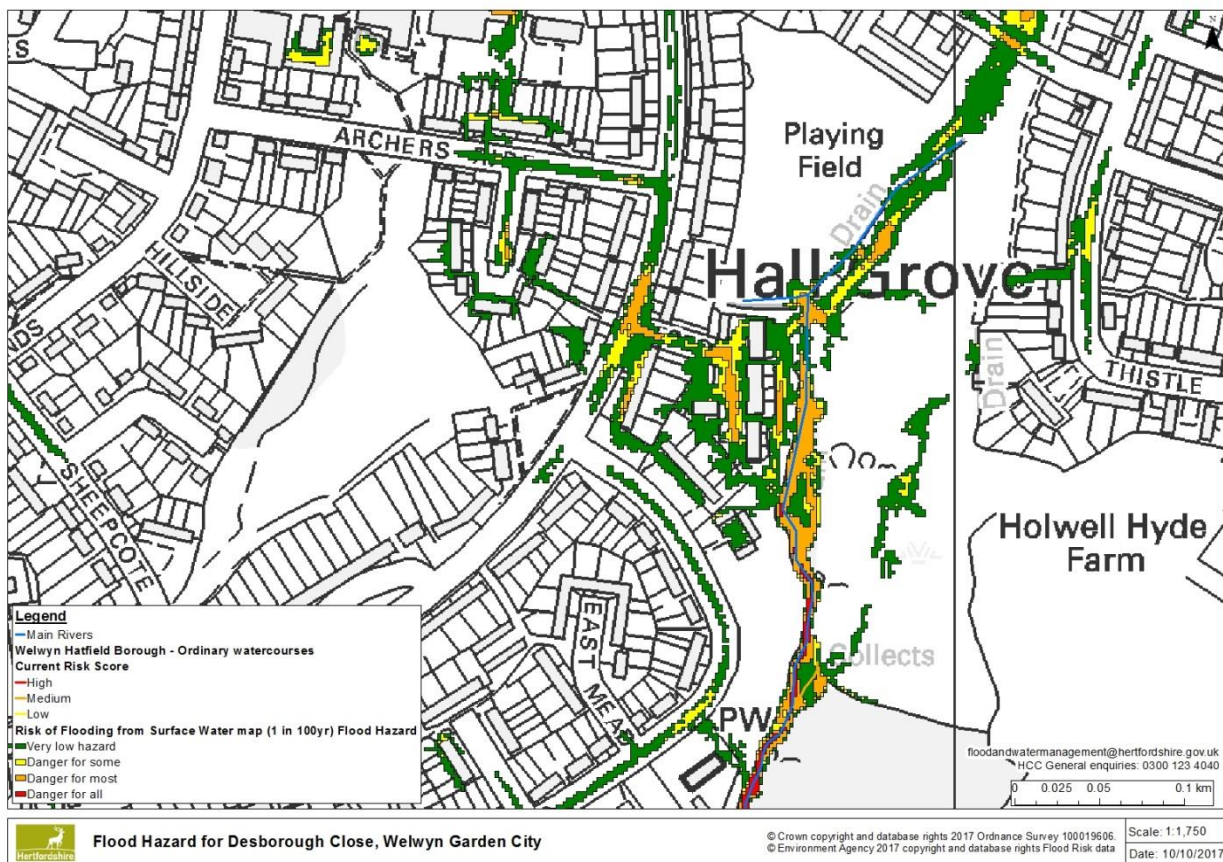 ES
N
ARCHERS
Playing
Field
Drain
HILLSIDE
Hall Grove
DS
Drain
THISTLE
SHEEPCOTE
Holwell Hyde
Farm
EAST MEAD
Collects
PW
Legend
Main Rivers
Welwyn Hatfield Borough - Ordinary watercourses
Current Risk Score
High
Medium
Low
Risk of Flooding from Surface Water map (1 in 100yr) Flood Hazard
Very low hazard
Danger for some
Danger for most
Danger for all
floodandwatermanagement@hertfordshire.gov.uk
HCC General enquiries: 0300 123 4040
0 0.025 0.05 0.1 km
Hertfordshire
Flood Hazard for Desborough Close, Welwyn Garden City
© Crown copyright and database rights 2017 Ordnance Survey 100019606.
© Environment Agency 2017 copyright and database rights Flood Risk data
Scale: 1:1,750
Date: 10/10/2017